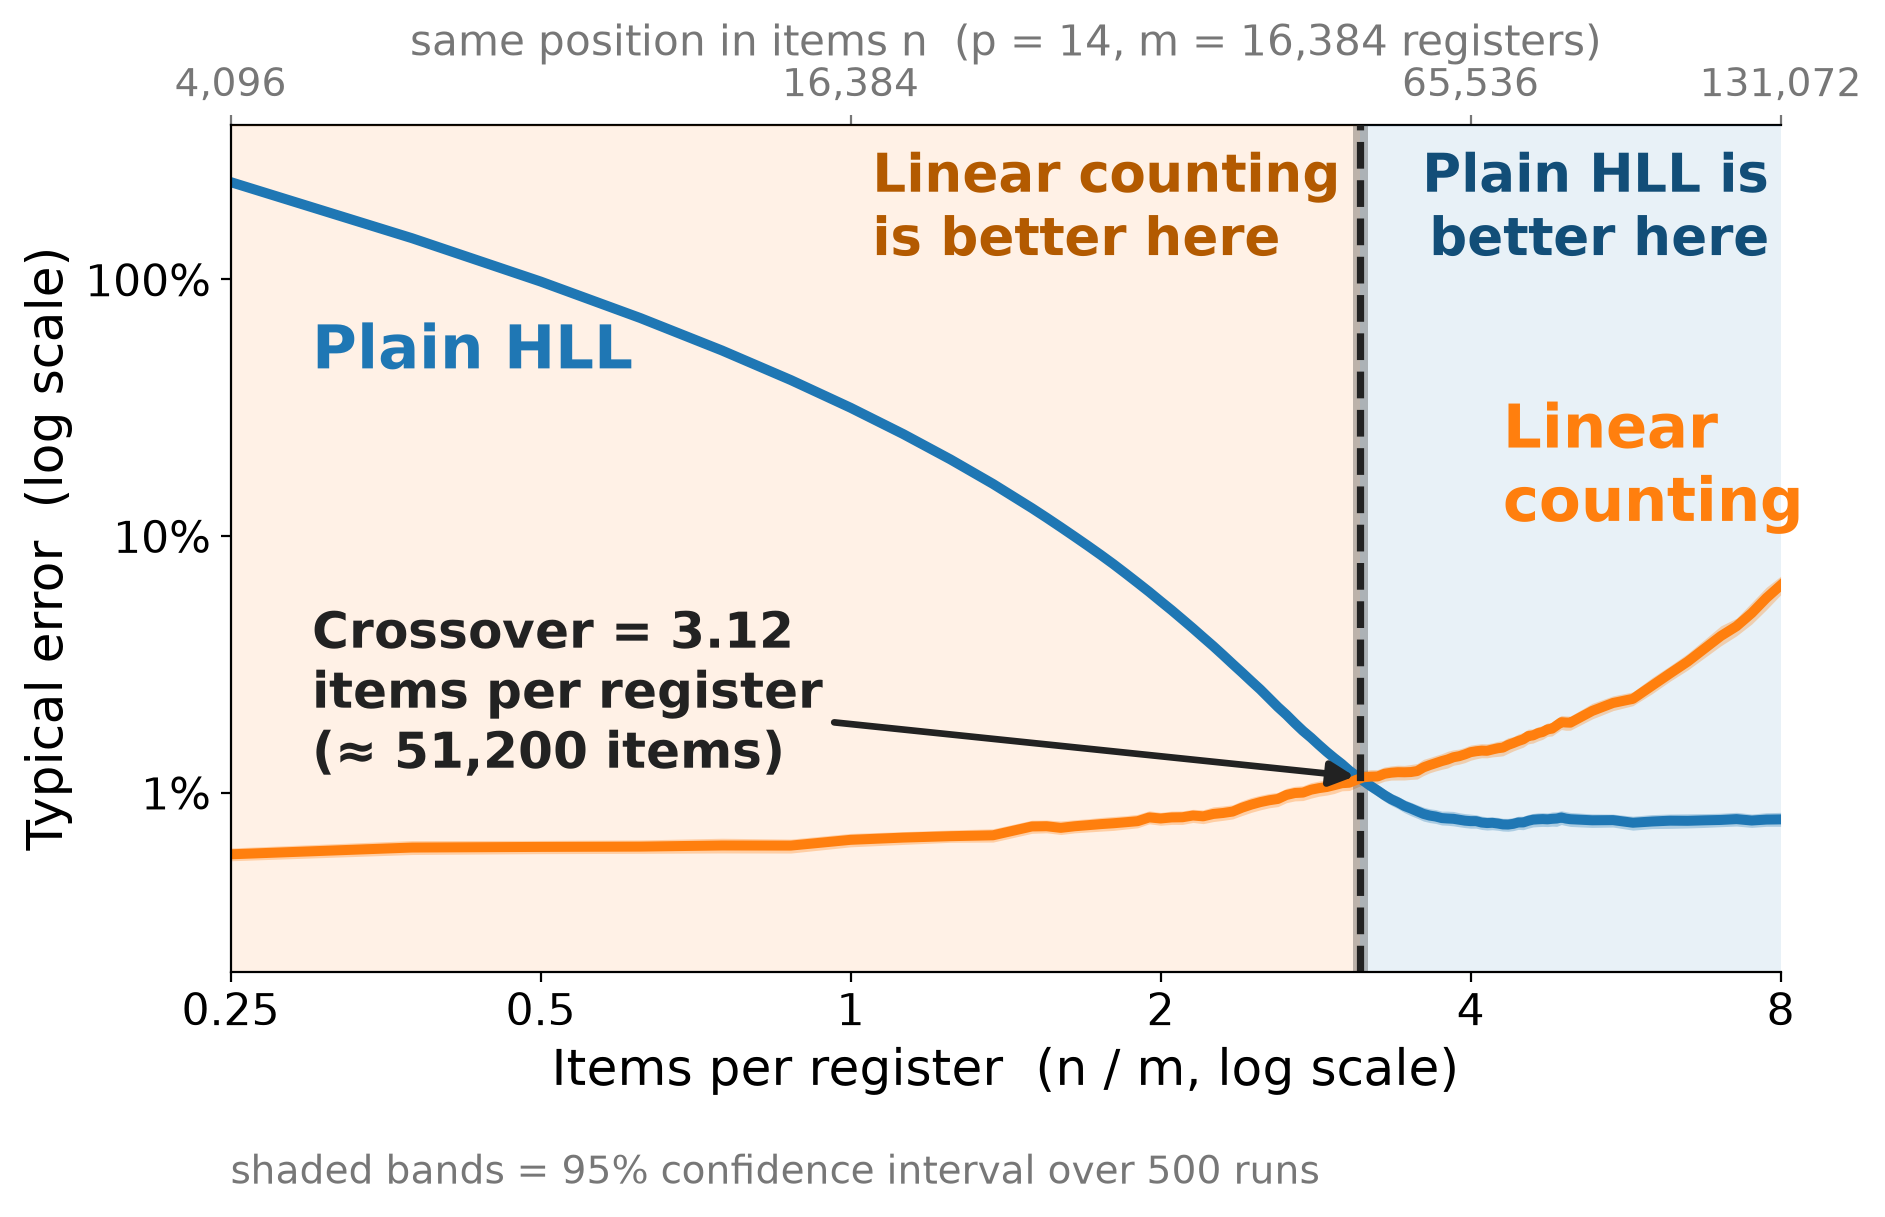 same position in items n (p = 14, m = 16,384 registers)
4,096 16,384 65,536 131,072
Linear counting
is better here
Plain HLL is
better here
Typical error (log scale)
100%
10%
1%
Plain HLL
Linear
counting
Crossover = 3.12
items per register
(≈ 51,200 items)
0.25 0.5 1 2 4 8
Items per register (n / m, log scale)
shaded bands = 95% confidence interval over 500 runs